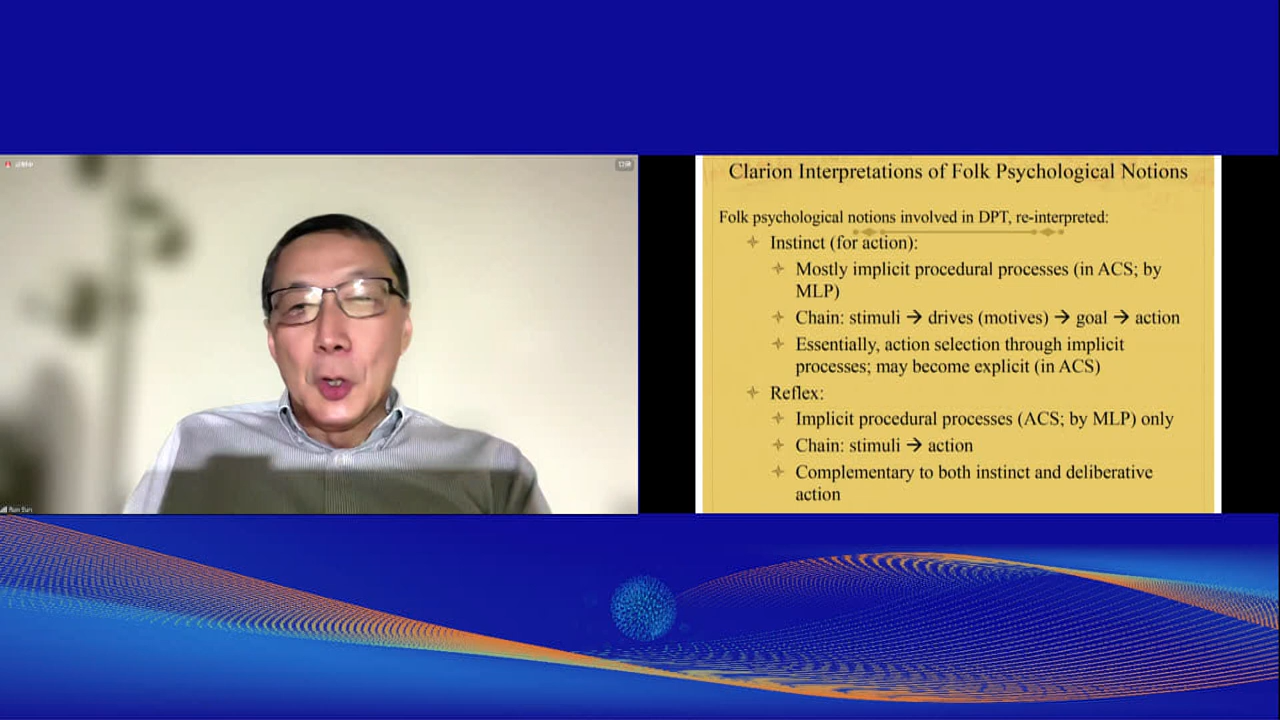 Clarion Interpretations of Folk Psychological Notions
Folk psychological notions involved in DPT, re-interpreted:
Instinct (for action):
Mostly implicit procedural processes (in ACS; by
MLP)
Chain: stimuli → drives (motives) → goal → action
Essentially, action selection through implicit
processes; may become explicit (in ACS)
Reflex:
Implicit procedural processes (ACS; by MLP) only
Chain: stimuli → action
Complementary to both instinct and deliberative
action
Ron Sun